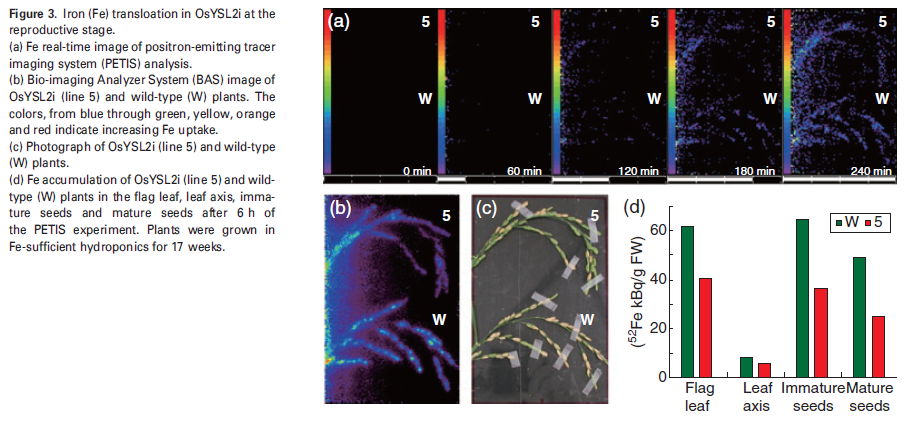 Figure 3. Iron (Fe) transloation in OsYSL2i at the
reproductive stage.
(a) Fe real-time image of positron-emitting tracer
imaging system (PETIS) analysis.
(b) Bio-imaging Analyzer System (BAS) image of
OsYSL2i (line 5) and wild-type (W) plants. The
colors, from blue through green, yellow, orange
and red indicate increasing Fe uptake.
(c) Photograph of OsYSL2i (line 5) and wild-type
(W) plants.
(d) Fe accumulation of OsYSL2i (line 5) and wild-
type (W) plants in the flag leaf, leaf axis, imma-
ture seeds and mature seeds after 6 h of
the PETIS experiment. Plants were grown in
Fe-sufficient hydroponics for 17 weeks.
(a)
5 5 5 5 5
W W W W W
0 min 60 min 120 min 180 min 240 min
(b)
5
W
(c)
5
W
(d)
W 5
(52Fe kBq/g FW)
60
40
20
0
Flag Leaf Immature Mature
leaf axis seeds seeds